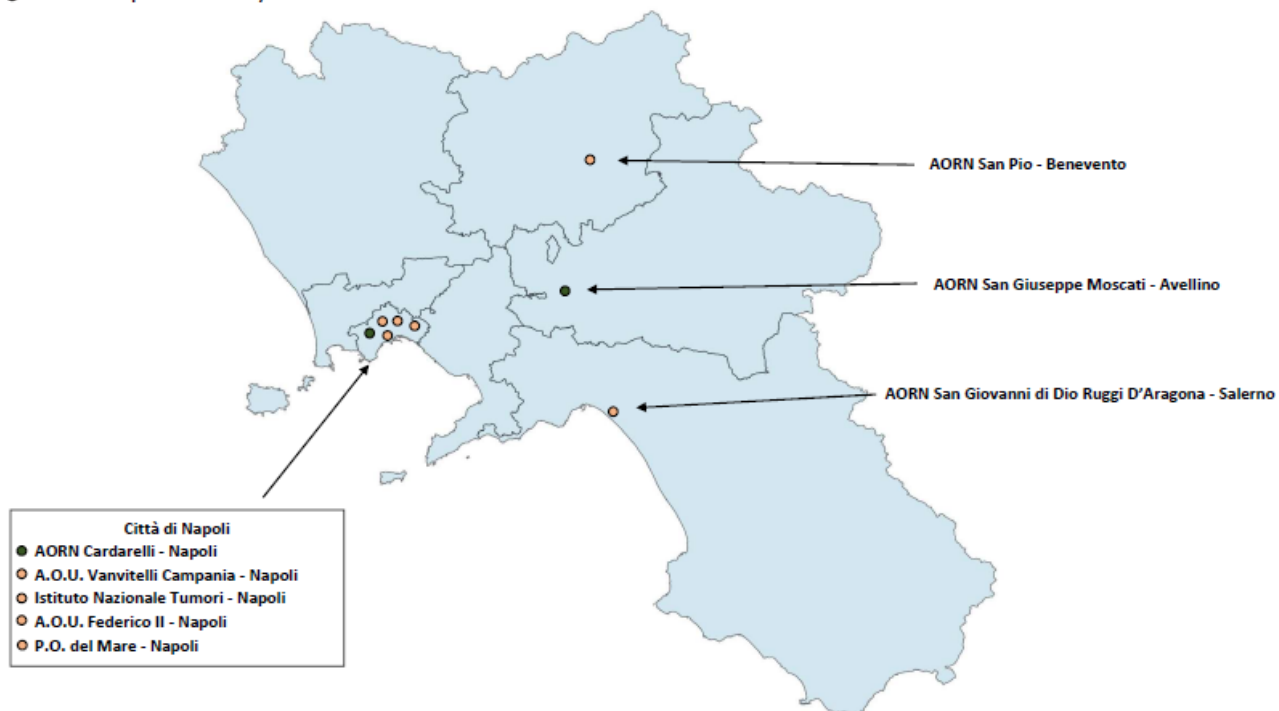 AORN San Pio - Benevento
AORN San Giuseppe Moscati - Avellino
AORN San Giovanni di Dio Ruggi D’Aragona - Salerno
Città di Napoli
AORN Cardarelli - Napoli
A.O.U. Vanvitelli Campania - Napoli
Istituto Nazionale Tumori - Napoli
A.O.U. Federico II - Napoli
P.O. del Mare - Napoli